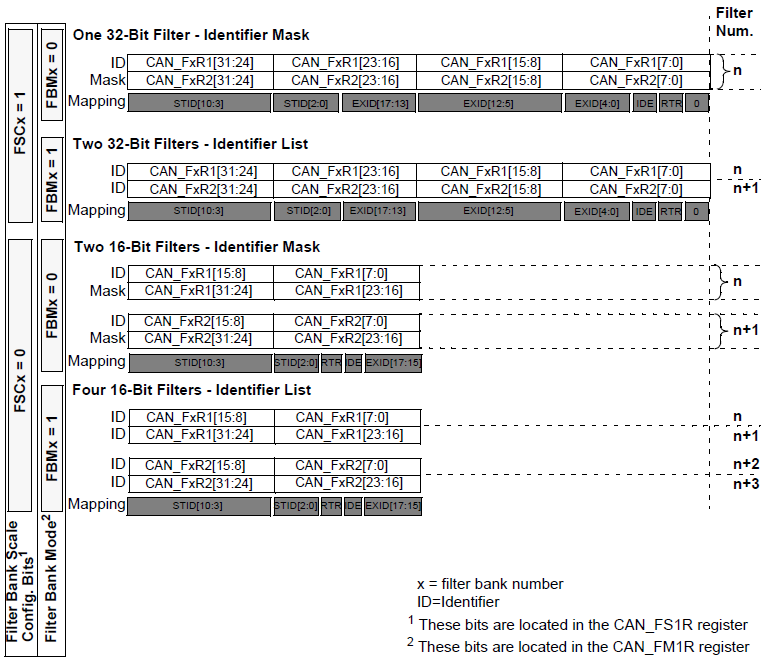 Filter
Num.
One 32-Bit Filter - Identifier Mask
ID CAN_FxR1[31:24] CAN_FxR1[23:16] CAN_FxR1[15:8] CAN_FxR1[7:0]
n
Mask CAN_FxR2[31:24] CAN_FxR2[23:16] CAN_FxR2[15:8] CAN_FxR2[7:0]
Mapping STID[10:3] STID[2:0] EXID[17:13] EXID[12:5] EXID[4:0] IDE RTR 0
FBMx = 0
FSCx = 1
Two 32-Bit Filters - Identifier List
ID CAN_FxR1[31:24] CAN_FxR1[23:16] CAN_FxR1[15:8] CAN_FxR1[7:0] n
ID CAN_FxR2[31:24] CAN_FxR2[23:16] CAN_FxR2[15:8] CAN_FxR2[7:0] n+1
Mapping STID[10:3] STID[2:0] EXID[17:13] EXID[12:5] EXID[4:0] IDE RTR 0
FBMx = 1
Two 16-Bit Filters - Identifier Mask
ID CAN_FxR1[15:8] CAN_FxR1[7:0]
n
Mask CAN_FxR1[31:24] CAN_FxR1[23:16]
ID CAN_FxR2[15:8] CAN_FxR2[7:0]
n+1
Mask CAN_FxR2[31:24] CAN_FxR2[23:16]
Mapping STID[10:3] STID[2:0] RTR IDE EXID[17:15]
FBMx = 0
FSCx = 0
Four 16-Bit Filters - Identifier List
ID CAN_FxR1[15:8] CAN_FxR1[7:0] n
ID CAN_FxR1[31:24] CAN_FxR1[23:16] n+1
ID CAN_FxR2[15:8] CAN_FxR2[7:0] n+2
ID CAN_FxR2[31:24] CAN_FxR2[23:16] n+3
Mapping STID[10:3] STID[2:0] RTR IDE EXID[17:15]
FBMx = 1
Filter Bank Scale
Config. Bits1
Filter Bank Mode2
x = filter bank number
ID=Identifier
1 These bits are located in the CAN_FS1R register
2 These bits are located in the CAN_FM1R register